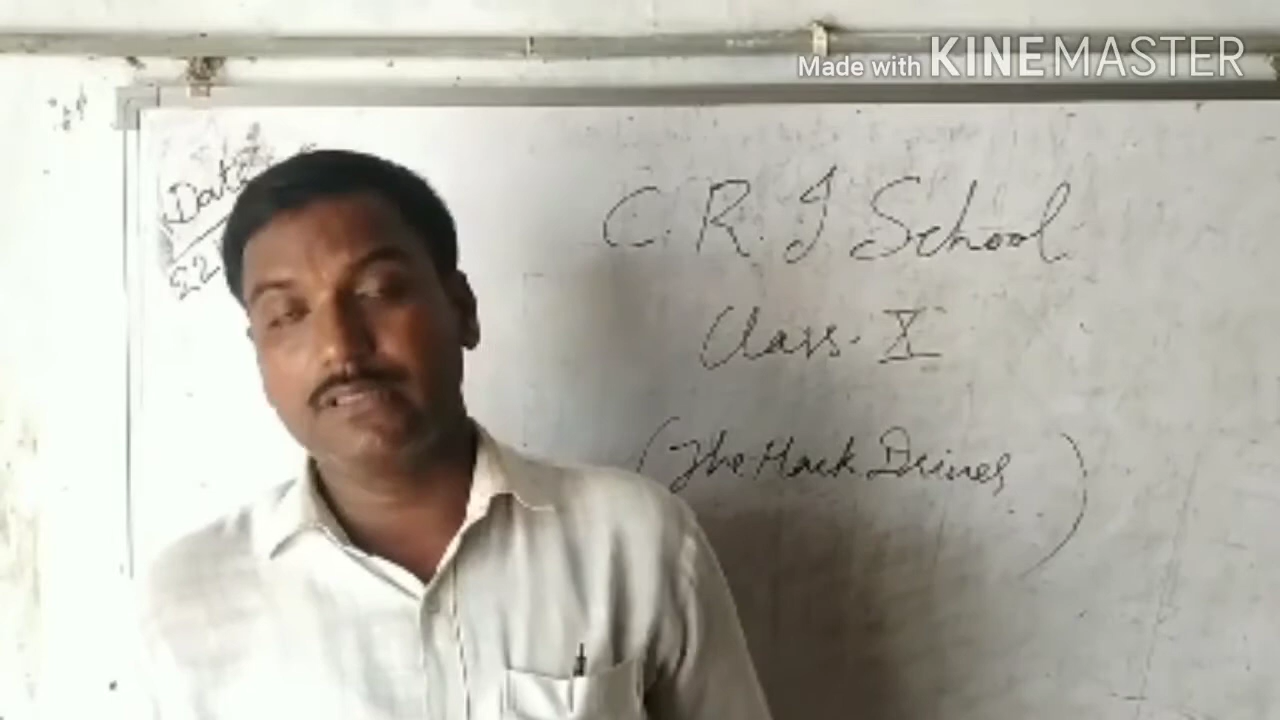 Made with KINEMASTER
Date
C. R. J School
Class. X
(The Hack Driver)